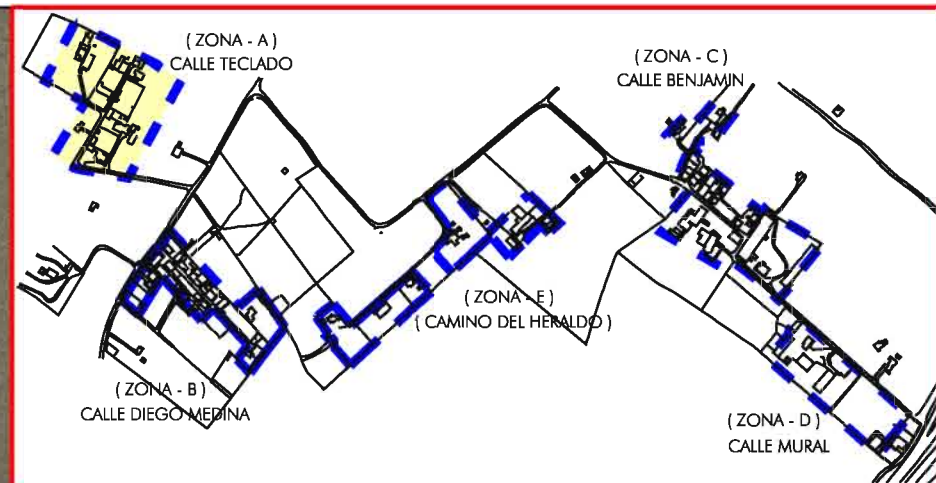 ( ZONA - A )
CALLE TECLADO
( ZONA - C )
CALLE BENJAMIN
( ZONA - E )
( CAMINO DEL HERALDO )
( ZONA - B )
CALLE DIEGO MEDINA
( ZONA - D )
CALLE MURAL